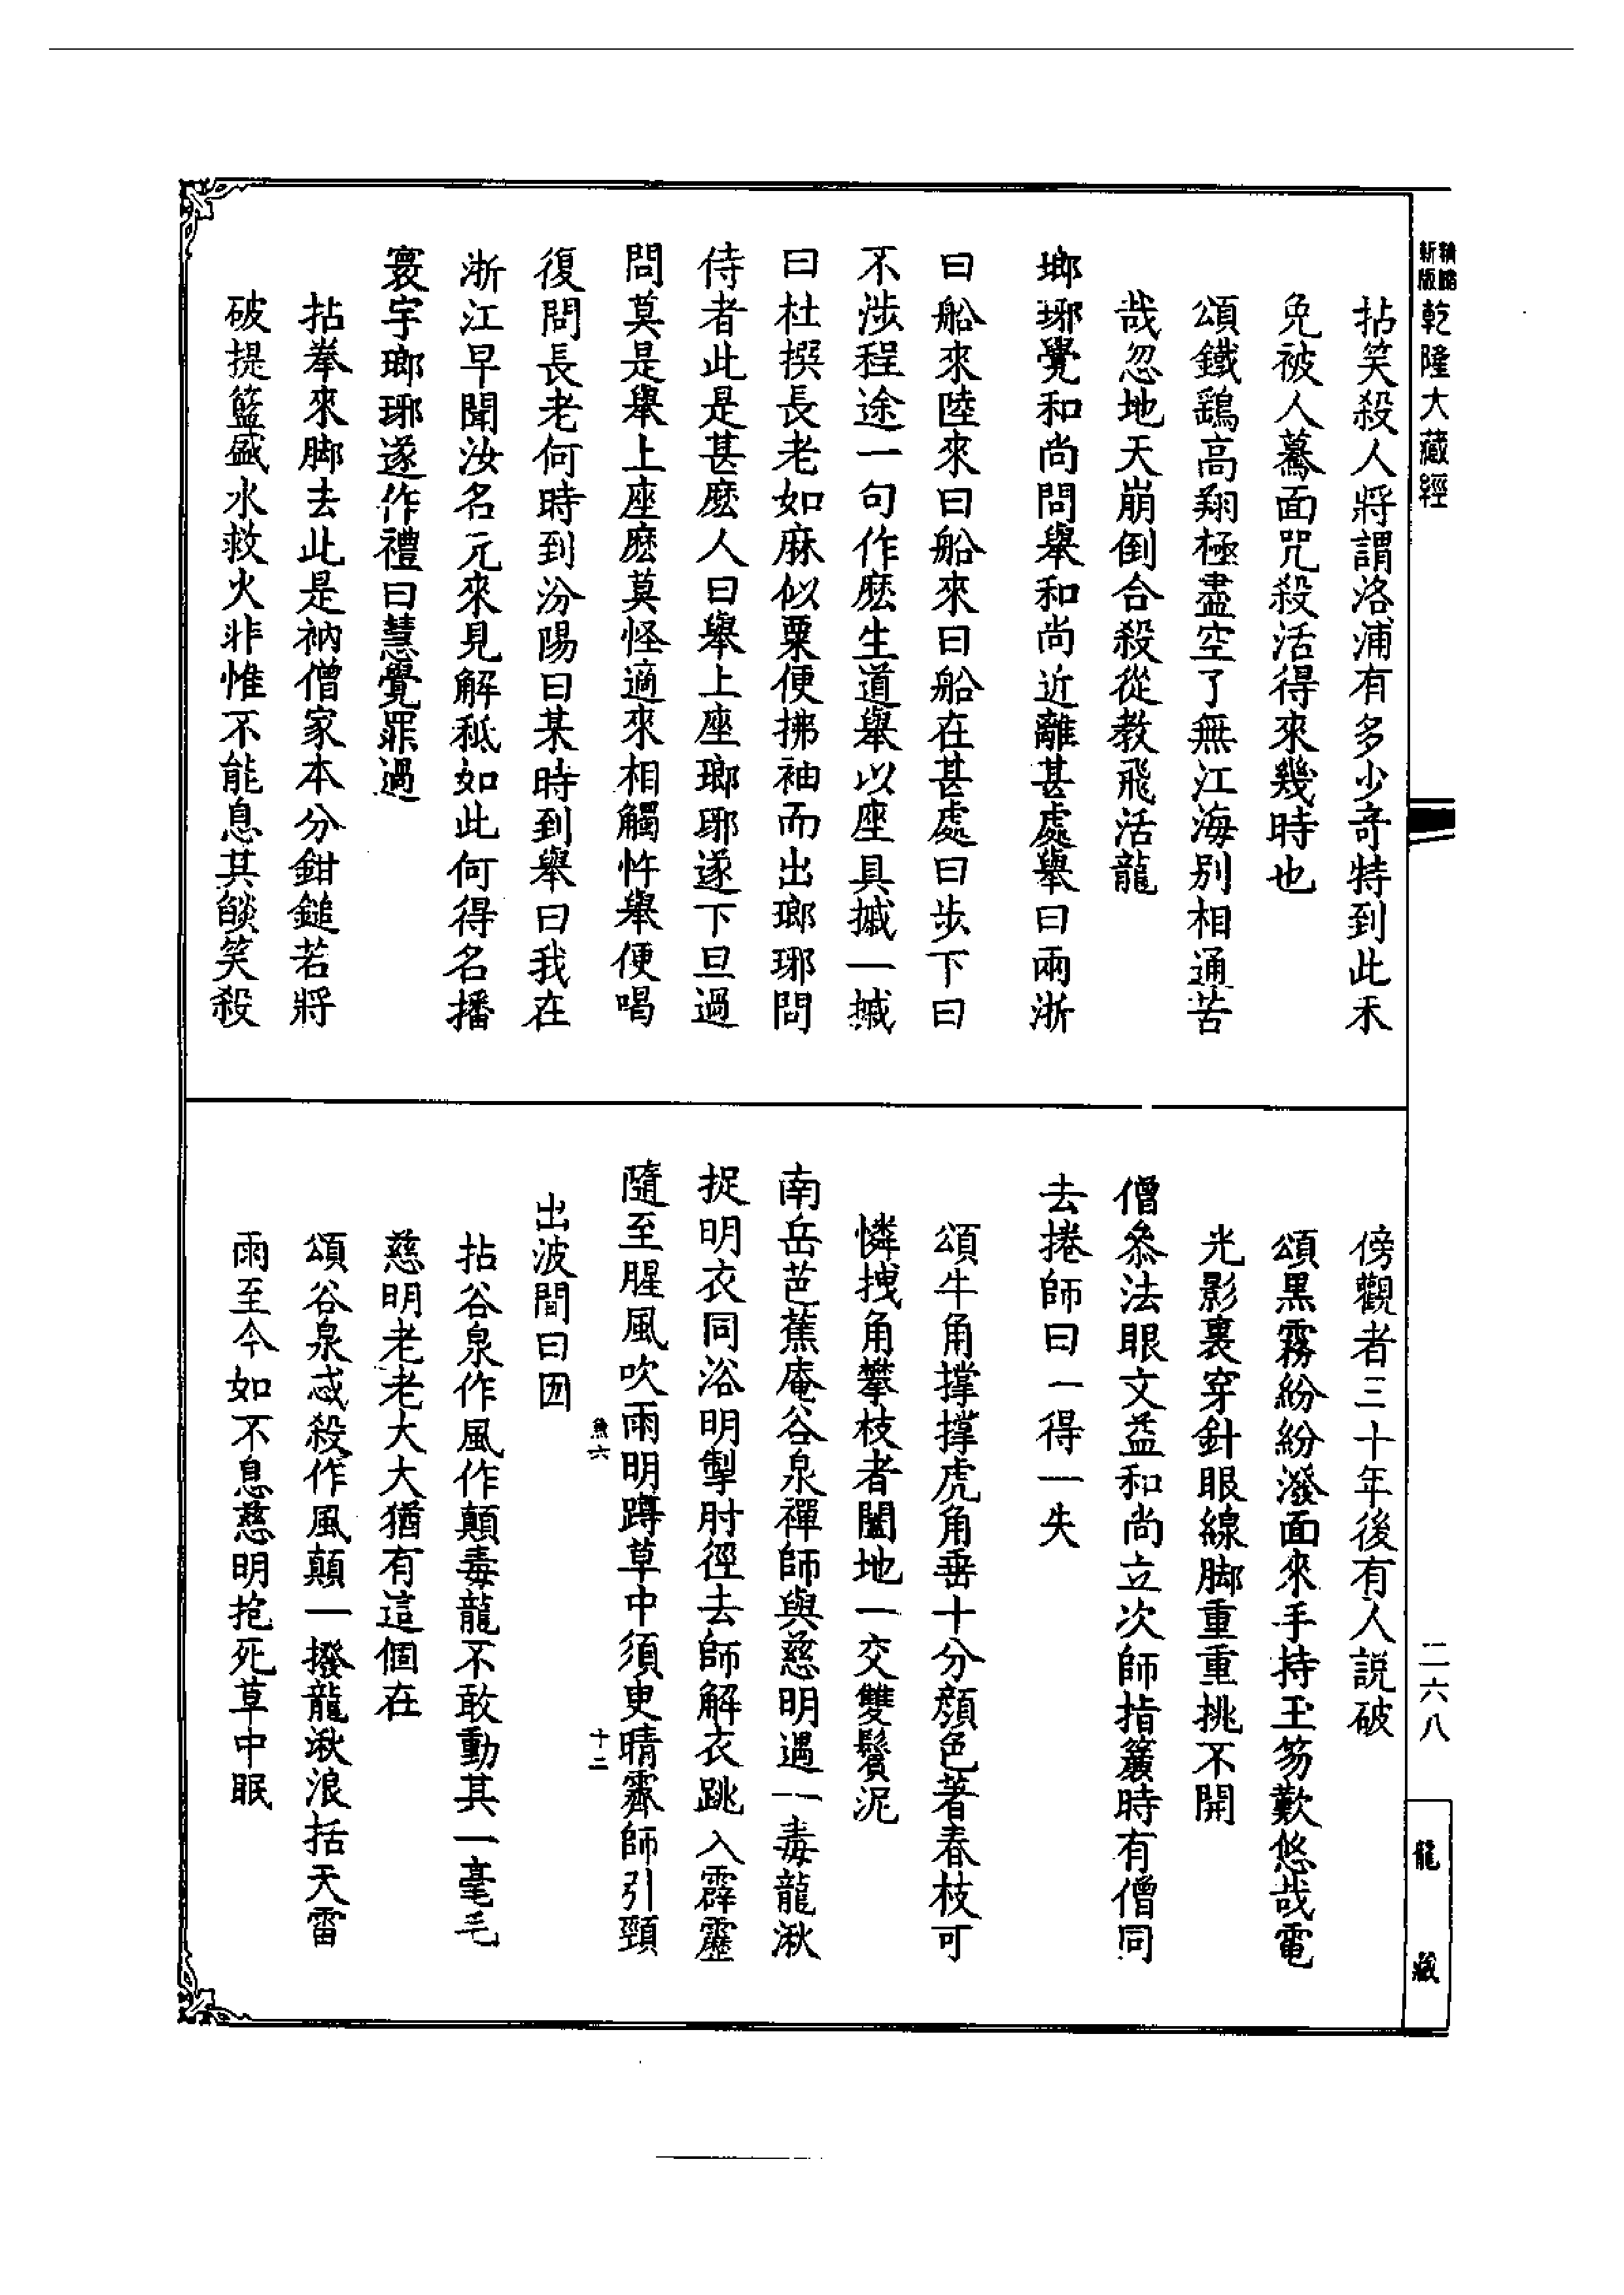 乾隆大藏經
拈笑殺人將謂洛浦有多少奇特到此未
免被人驀面咒殺活得來幾時也
頌鐵鷂高翔極盡空了無江海別相通苦
哉忽地天崩倒合殺從教飛活龍
瑯琊覺和尚問舉和尚近離甚處舉曰兩浙
曰船來陸來曰船來曰船在甚處曰步下曰
不涉程途一句作麽生道舉以座具摵一摵
曰杜撰長老如麻似粟便拂袖而出瑯琊問
侍者此是甚麽人曰舉上座瑯琊遂下旦過
問莫是舉上座麽莫怪適來相觸忤舉便喝
復問長老何時到汾陽曰某時到舉曰我在
浙江早聞汝名元來見解秪如此何得名播
寰宇瑯琊遂作禮曰慧覺罪過
拈拳來脚去此是衲僧家本分鉗鎚若將
破提籃盛水救火非惟不能息其燄笑殺
傍觀者三十年後有人說破
頌黑霧紛紛潑面來手持玉笏歎悠哉電
光影裏穿針眼線脚重重挑不開
僧叅法眼文益和尚立次師指簾時有僧同
去捲師曰一得一失
頌牛角撑撑虎角垂十分顏色著春枝可
憐拽角攀枝者闔地一交雙鬢泥
南岳芭蕉庵谷泉禪師與慈明遇一毒龍湫
捉明衣同浴明掣肘徑去師解衣跳入霹靂
隨至腥風吹雨明蹲草中須臾晴霽師引頸
出波間曰㘞
拈谷泉作風作顛毒龍不敢動其一毫毛
慈明老老大大猶有這個在
頌谷泉忒殺作風顛一撥龍湫浪括天雷
雨至今如不息慈明抱死草中眠
六
十二
二六八
龍藏